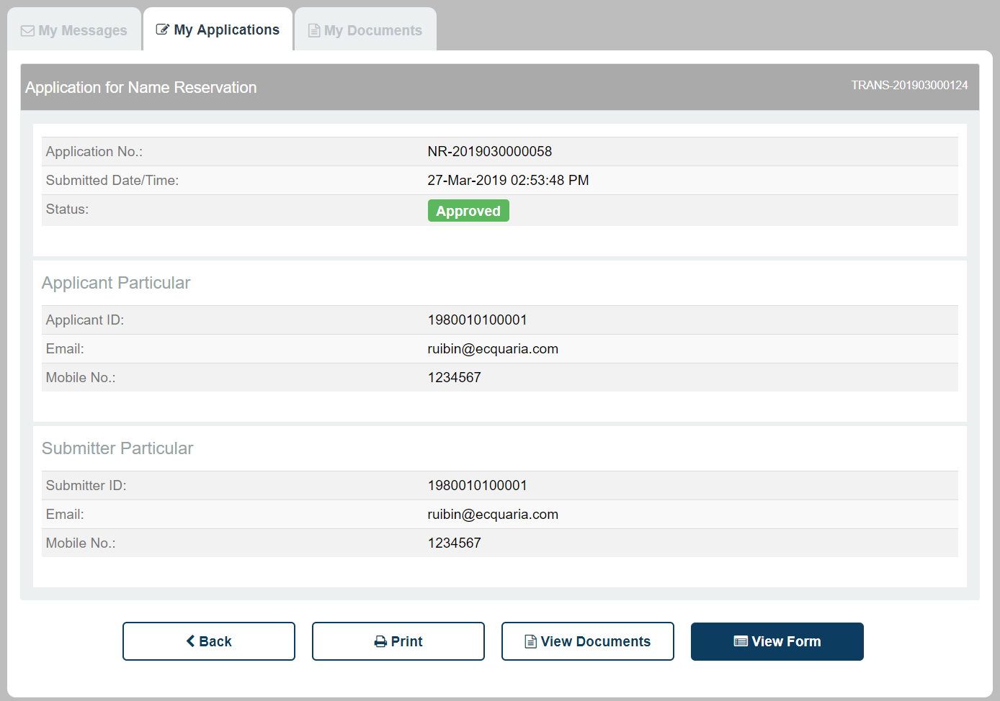 My Messages
My Applications
My Documents
Application for Name Reservation
TRANS-201903000124
Application No.: NR-2019030000058
Submitted Date/Time: 27-Mar-2019 02:53:48 PM
Status: Approved
Applicant Particular
Applicant ID: 1980010100001
Email: ruibin@ecquaria.com
Mobile No.: 1234567
Submitter Particular
Submitter ID: 1980010100001
Email: ruibin@ecquaria.com
Mobile No.: 1234567
Back
Print
View Documents
View Form